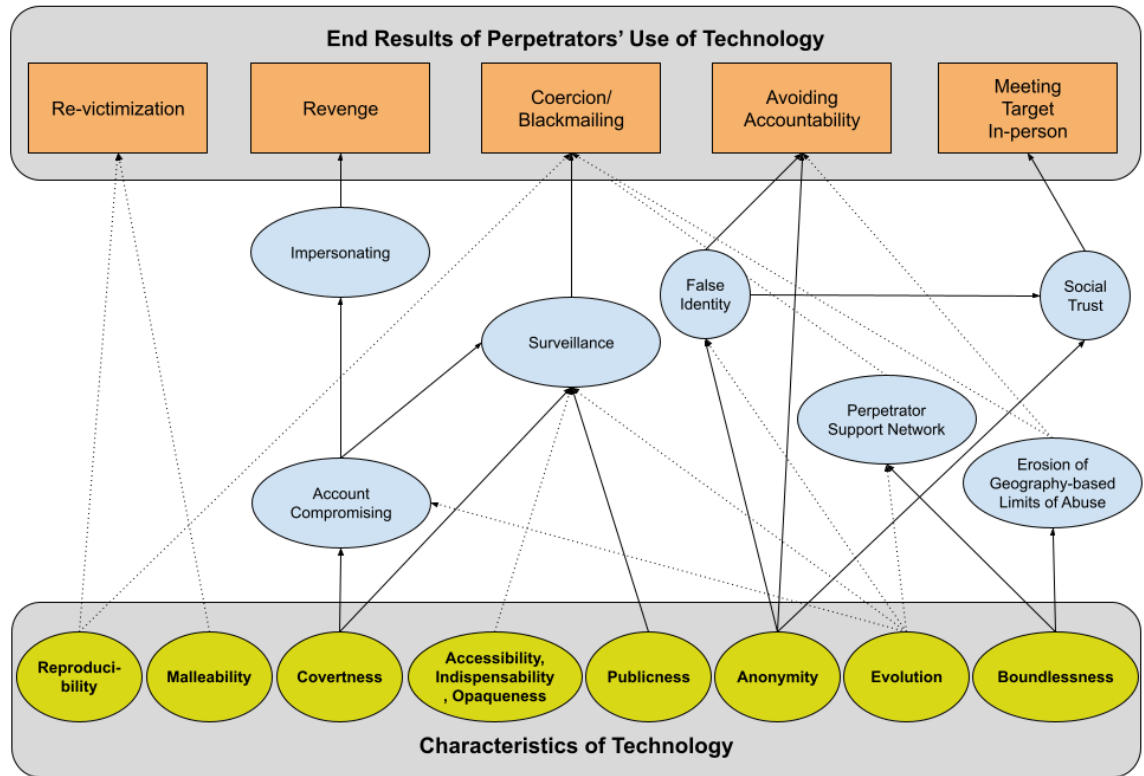 End Results of Perpetrators’ Use of Technology
Re-victimization
Revenge
Coercion/
Blackmailing
Avoiding
Accountability
Meeting
Target
In-person
Impersonating
False
Identity
Social
Trust
Surveillance
Perpetrator
Support Network
Account
Compromising
Erosion of
Geography-based
Limits of Abuse
Reproduci-
bility
Malleability
Covertness
Accessibility,
Indispensability
, Opaqueness
Publicness
Anonymity
Evolution
Boundlessness
Characteristics of Technology